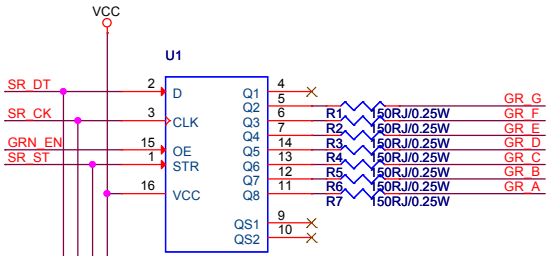 VCC
U1
SR_DT 2 D Q1 4
Q2 5 GR_G
R1 150RJ/0.25W
SR_CK 3 CLK Q3 6 GR_F
R2 150RJ/0.25W
Q4 7 GR_E
R3 150RJ/0.25W
GRN_EN 15 OE Q5 14 GR_D
R4 150RJ/0.25W
SR_ST 1 STR Q6 13 GR_C
R5 150RJ/0.25W
Q7 12 GR_B
R6 150RJ/0.25W
16 VCC Q8 11 GR_A
R7 150RJ/0.25W
QS1 9
QS2 10